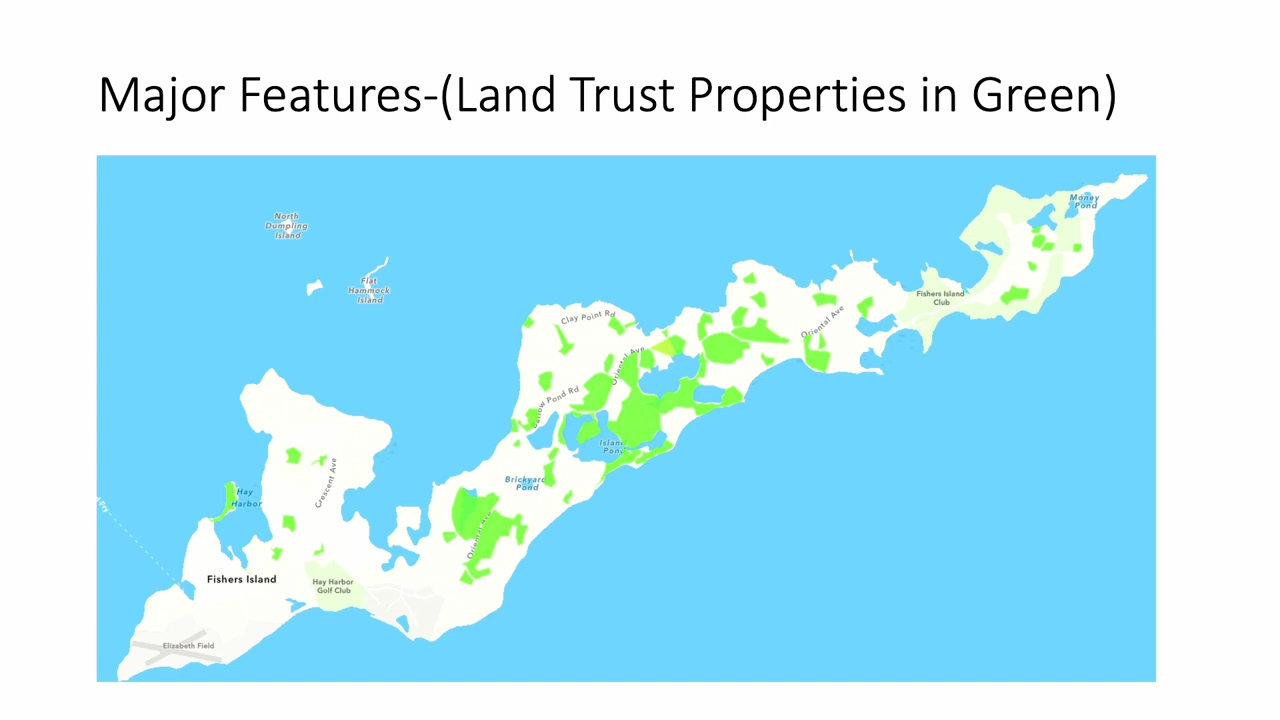 Major Features-(Land Trust Properties in Green)
North
Dumpling
Island
Flat
Hammock
Island
Money
Pond
Fishers Island
Club
Clay Point Rd
Oriental Ave
Oriental Ave
Pond Rd
Island
Pond
Brickyard
Pond
Crescent Ave
Hay
Harbor
Oriental Ave
Fishers Island
Hay Harbor
Golf Club
Elizabeth Field